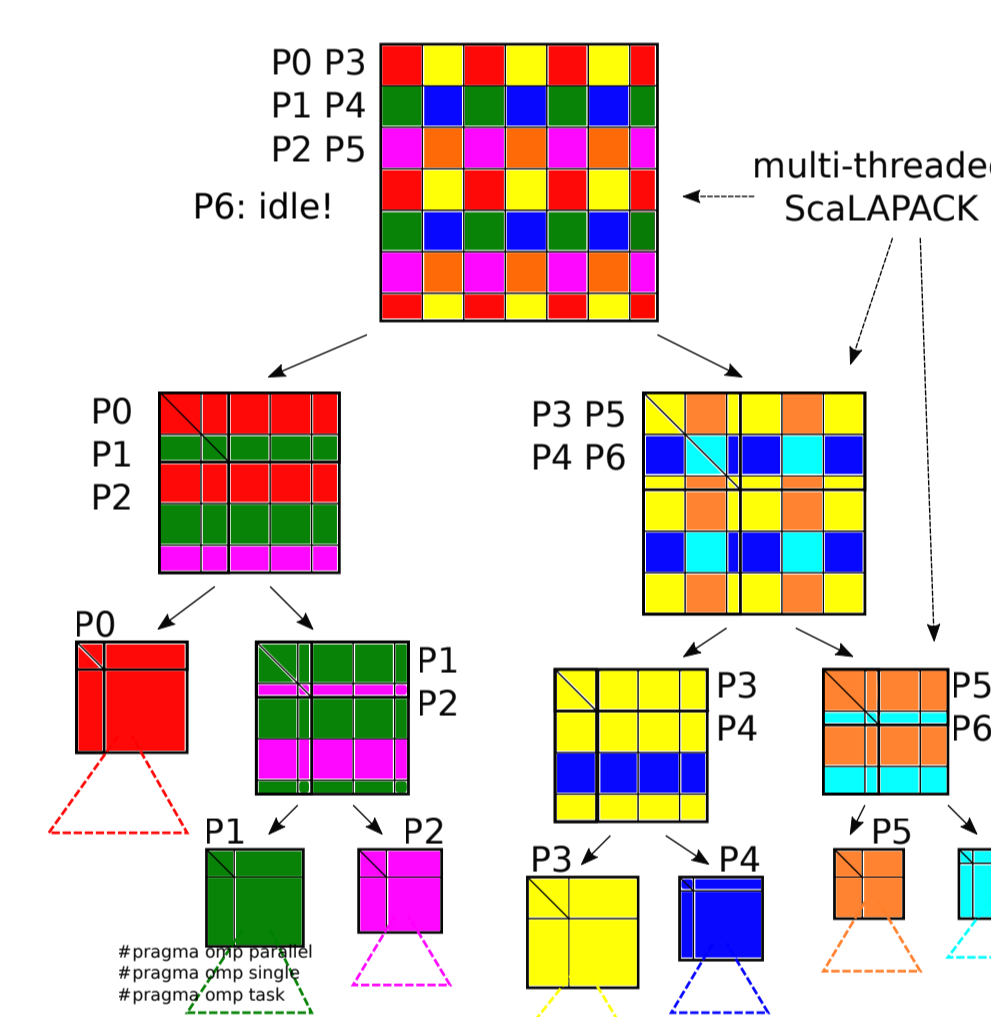 P0 P3
P1 P4
P2 P5
P6: idle!
multi-threade
ScaLAPACK
P0
P1
P2
P3 P5
P4 P6
P0
P1
P2
P3
P4
P5
P6
P1
P2
P3
P4
P5
#pragma omp parallel
#pragma omp single
#pragma omp task